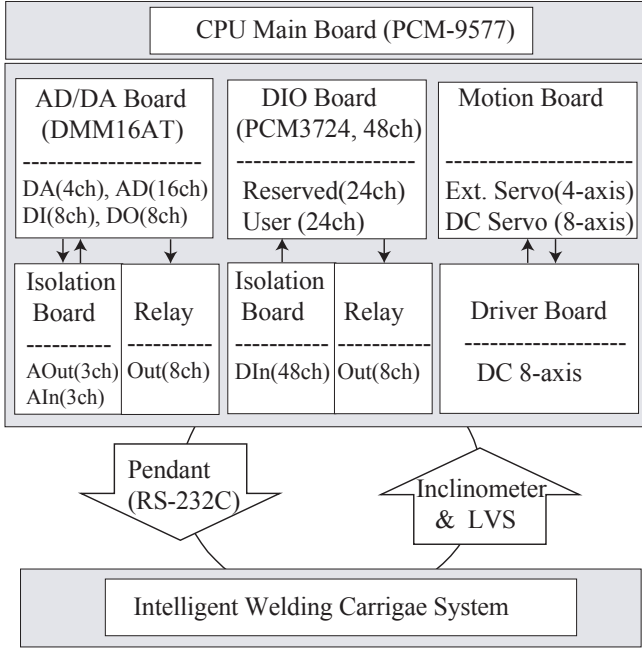 CPU Main Board (PCM-9577)
AD/DA Board
(DMM16AT)
DA(4ch), AD(16ch)
DI(8ch), DO(8ch)
DIO Board
(PCM3724, 48ch)
Reserved(24ch)
User (24ch)
Motion Board
Ext. Servo(4-axis)
DC Servo (8-axis)
Isolation
Board
AOut(3ch)
AIn(3ch)
Relay
Out(8ch)
Isolation
Board
DIn(48ch)
Relay
Out(8ch)
Driver Board
DC 8-axis
Pendant
(RS-232C)
Inclinometer
& LVS
Intelligent Welding Carrigae System